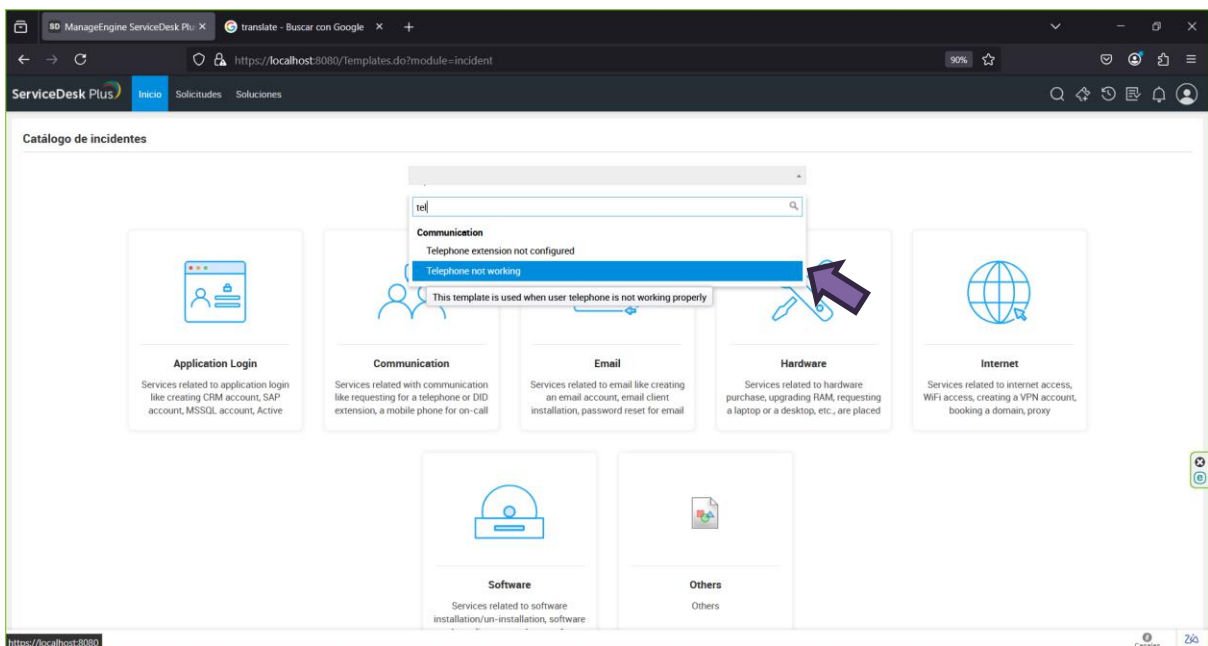 SD ManageEngine ServiceDesk Plu
translate - Buscar con Google
https://localhost:8080/Templates.do?module=incident
90%
ServiceDesk Plus
Inicio
Solicitudes
Soluciones
Catálogo de incidentes
tel
Communication
Telephone extension not configured
Telephone not working
This template is used when user telephone is not working properly
Application Login
Services related to application login
like creating CRM account, SAP
account, MSSQL account, Active
Communication
Services related with communication
like requesting for a telephone or DID
extension, a mobile phone for on-call
Email
Services related to email like creating
an email account, email client
installation, password reset for email
Hardware
Services related to hardware
purchase, upgrading RAM, requesting
a laptop or a desktop, etc., are placed
Internet
Services related to internet access,
WiFi access, creating a VPN account,
booking a domain, proxy
Software
Services related to software
installation/un-installation, software
Others
Others
https://localhost:8080